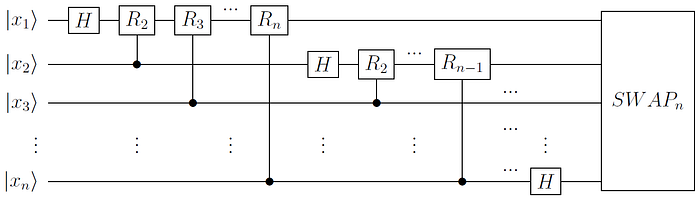 |x₁⟩ H R₂ R₃ ⋯ Rₙ
|x₂⟩ H R₂ ⋯ Rₙ₋₁
|x₃⟩ ⋯
SWAPₙ
⋮ ⋮ ⋮ ⋮ ⋮ ⋯ ⋮
|xₙ⟩ ⋯ H